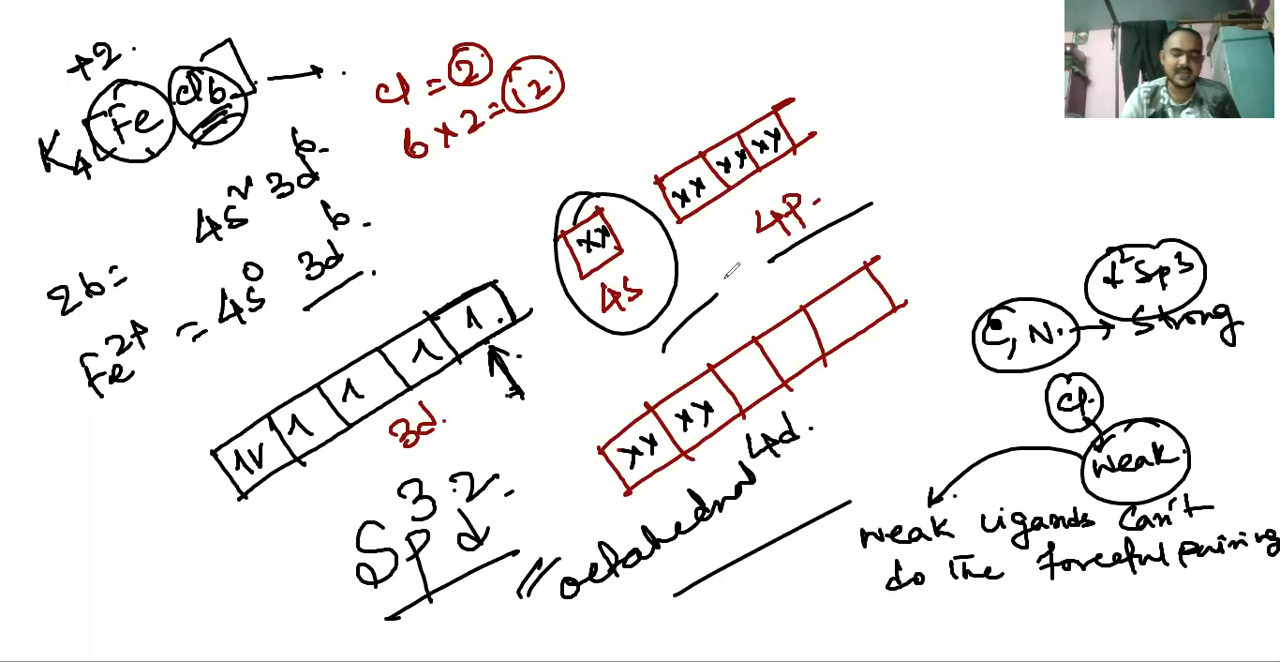 +2.
K4[Fe Cl6] → .
Cl = 2
6 x 2 = 12
4s² 3d⁶.
26 =
Fe²⁺ = 4s⁰ 3d⁶.
1V 1 1 1 1.
3d.
xx
4s
xx xx xx
4P.
xx xx
4d.
SP³d².
// octahedral
d²sp³
C, N. → Strong
Cl.
weak.
weak ligands can't
do the forceful pairing